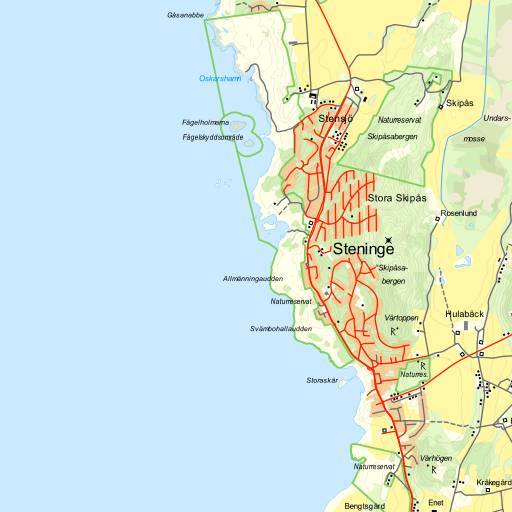 Gåsanabbe
Oskarshamn
Skipås
Stensjö
Fågelholmarna
Fågelskyddsområde
Naturreservat
Skipåsabergen
Undars-
mosse
Stora Skipås
Rosenlund
Steninge
Skipåsa-
bergen
Allmänningaudden
Naturreservat
Svämbohallaudden
Vårtoppen
Hulabäck
Storaskär
Naturres.
Vårhögen
Naturreservat
Kråkegård
Bengtsgård
Enet